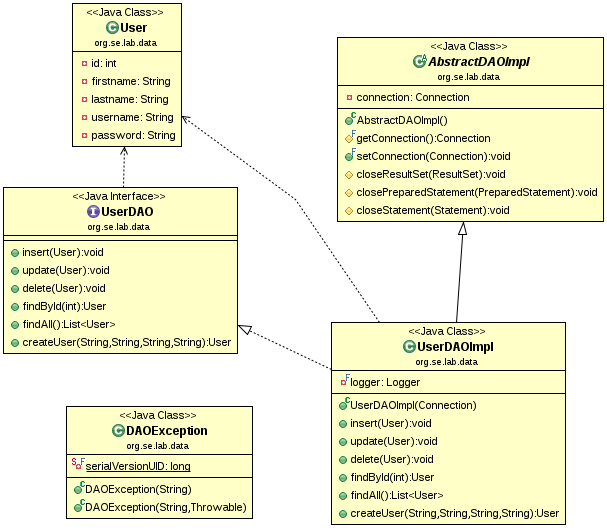 <<Java Class>>
User
org.se.lab.data
id: int
firstname: String
lastname: String
username: String
password: String
<<Java Class>>
AbstractDAOImpl
org.se.lab.data
connection: Connection
C
AbstractDAOImpl()
F
getConnection():Connection
F
setConnection(Connection):void
closeResultSet(ResultSet):void
closePreparedStatement(PreparedStatement):void
closeStatement(Statement):void
<<Java Interface>>
UserDAO
org.se.lab.data
insert(User):void
update(User):void
delete(User):void
findById(int):User
findAll():List<User>
createUser(String,String,String,String):User
<<Java Class>>
UserDAOImpl
org.se.lab.data
F
logger: Logger
C
UserDAOImpl(Connection)
insert(User):void
update(User):void
delete(User):void
findById(int):User
findAll():List<User>
createUser(String,String,String,String):User
<<Java Class>>
DAOException
org.se.lab.data
S F
serialVersionUID: long
C
DAOException(String)
C
DAOException(String,Throwable)